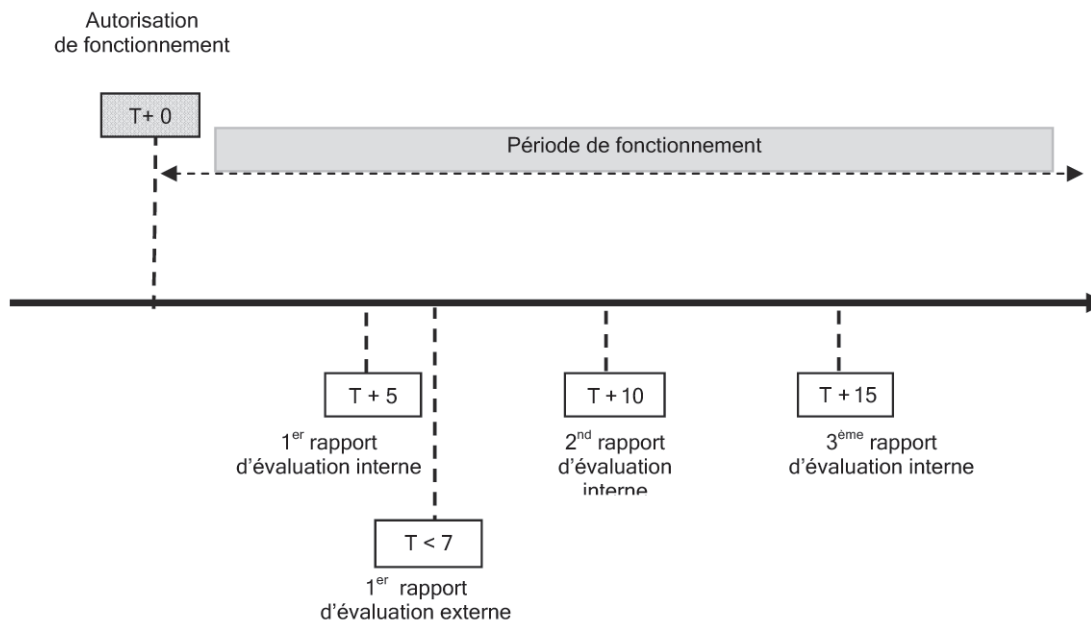 Autorisation
de fonctionnement
T+ 0
Période de fonctionnement
T + 5
1er rapport
d'évaluation interne
T +10
2nd rapport
d'évaluation
interne
T +15
3ème rapport
d'évaluation interne
T < 7
1er rapport
d'évaluation externe